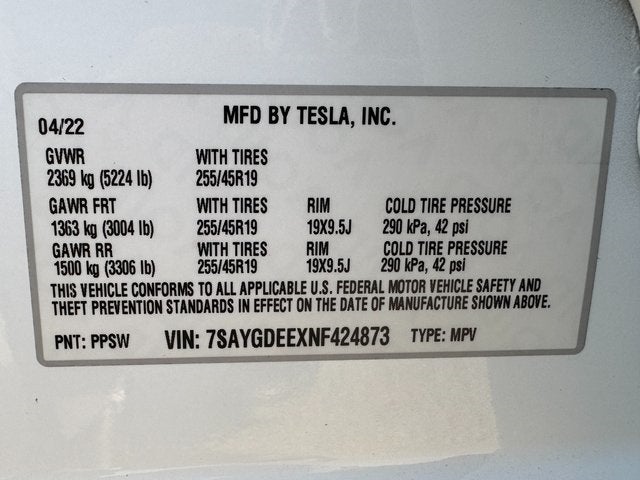 MFD BY TESLA, INC.
04/22
GVWR WITH TIRES
2369 kg (5224 lb) 255/45R19
GAWR FRT WITH TIRES RIM COLD TIRE PRESSURE
1363 kg (3004 lb) 255/45R19 19X9.5J 290 kPa, 42 psi
GAWR RR WITH TIRES RIM COLD TIRE PRESSURE
1500 kg (3306 lb) 255/45R19 19X9.5J 290 kPa, 42 psi
THIS VEHICLE CONFORMS TO ALL APPLICABLE U.S. FEDERAL MOTOR VEHICLE SAFETY AND
THEFT PREVENTION STANDARDS IN EFFECT ON THE DATE OF MANUFACTURE SHOWN ABOVE.
PNT: PPSW VIN: 7SAYGDEEXNF424873 TYPE: MPV